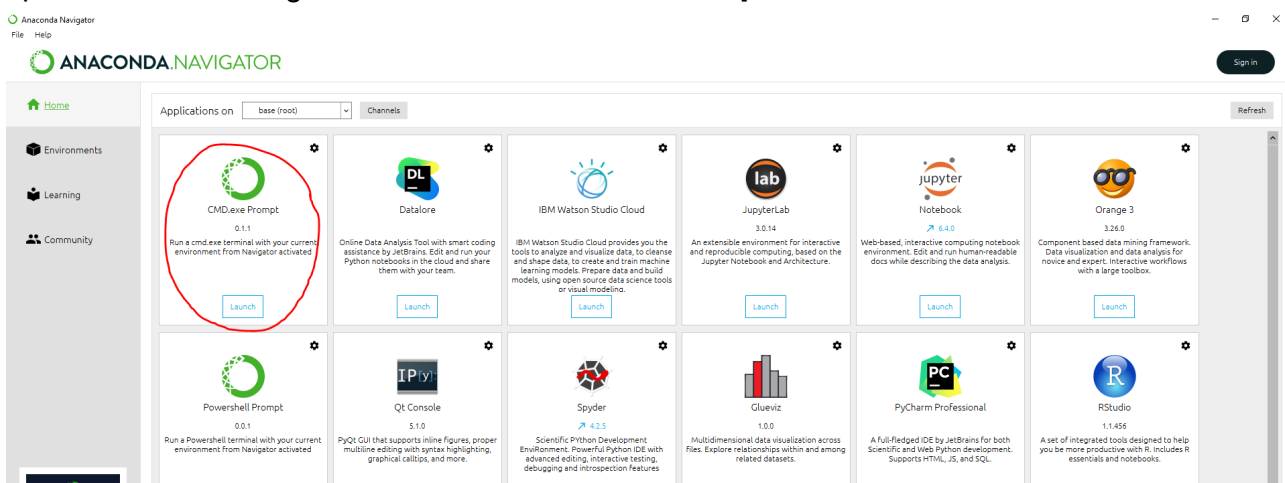 Anaconda Navigator
File Help
ANACONDA.NAVIGATOR
Sign in
Home
Applications on base (root) Channels
Refresh
Environments
Learning
Community
CMD.exe Prompt
0.1.1
Run a cmd.exe terminal with your current
environment from Navigator activated
Launch
DL
Datalore
Online Data Analysis Tool with smart coding
assistance by JetBrains. Edit and run your
Python notebooks in the cloud and share
them with your team.
Launch
IBM Watson Studio Cloud
IBM Watson Studio Cloud provides you the
tools to analyze and visualize data, to cleanse
and shape data, to create and train machine
learning models. Prepare data and build
models, using open source data science tools
or visual modeling.
Launch
lab
JupyterLab
3.0.14
An extensible environment for interactive
and reproducible computing, based on the
Jupyter Notebook and Architecture.
Launch
jupyter
Notebook
6.4.0
Web-based, interactive computing notebook
environment. Edit and run human-readable
docs while describing the data analysis.
Launch
Orange 3
3.26.0
Component based data mining framework.
Data visualization and data analysis for
novice and expert. Interactive workflows
with a large toolbox.
Launch
Powershell Prompt
0.0.1
Run a Powershell terminal with your current
environment from Navigator activated
IP[y]:
Qt Console
5.1.0
PyQt GUI that supports inline figures, proper
multiline editing with syntax highlighting,
graphical calltips, and more.
Spyder
4.2.5
Scientific PYthon Development
EnviRonment. Powerful Python IDE with
advanced editing, interactive testing,
debugging and introspection features
Glueviz
1.0.0
Multidimensional data visualization across
files. Explore relationships within and among
related datasets.
PC
PyCharm Professional
A full-fledged IDE by JetBrains for both
Scientific and Web Python development.
Supports HTML, JS, and SQL.
R
RStudio
1.1.456
A set of integrated tools designed to help
you be more productive with R. Includes R
essentials and notebooks.